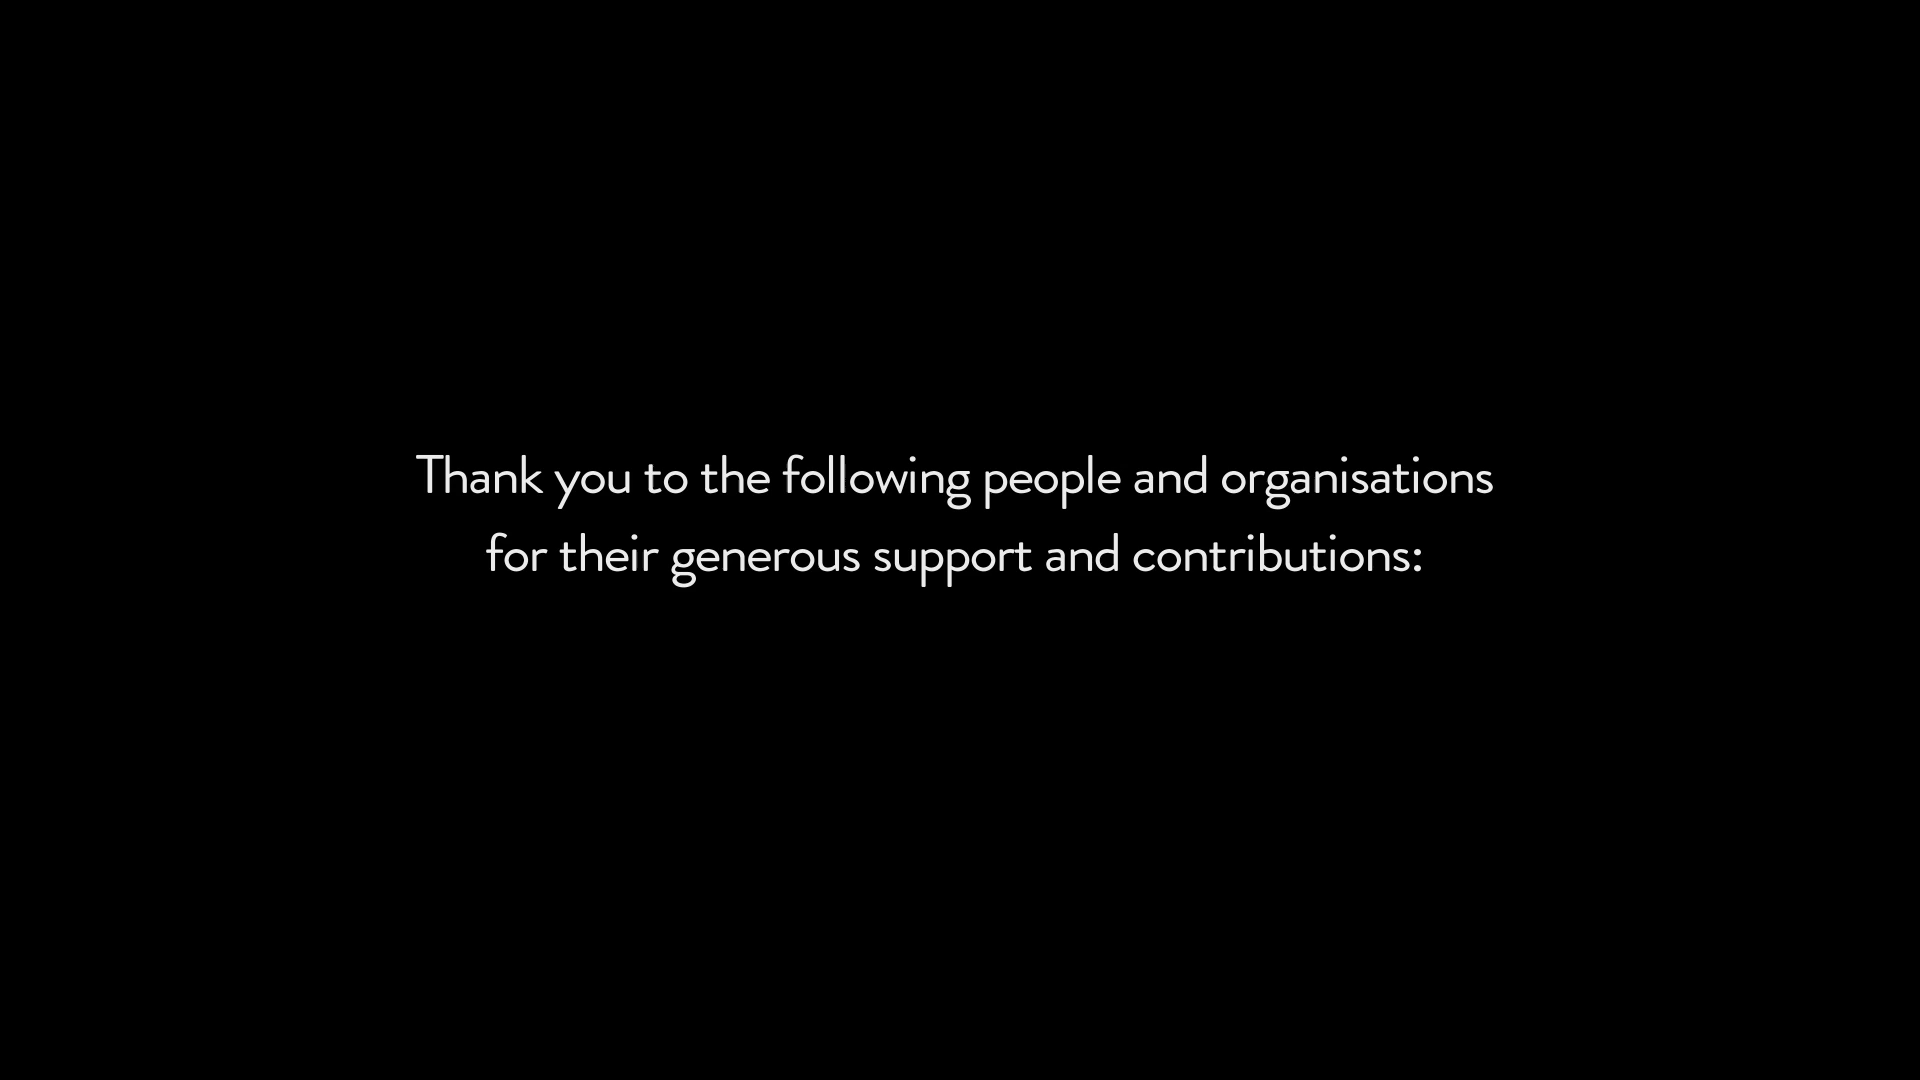 Thank you to the following people and organisations
for their generous support and contributions: